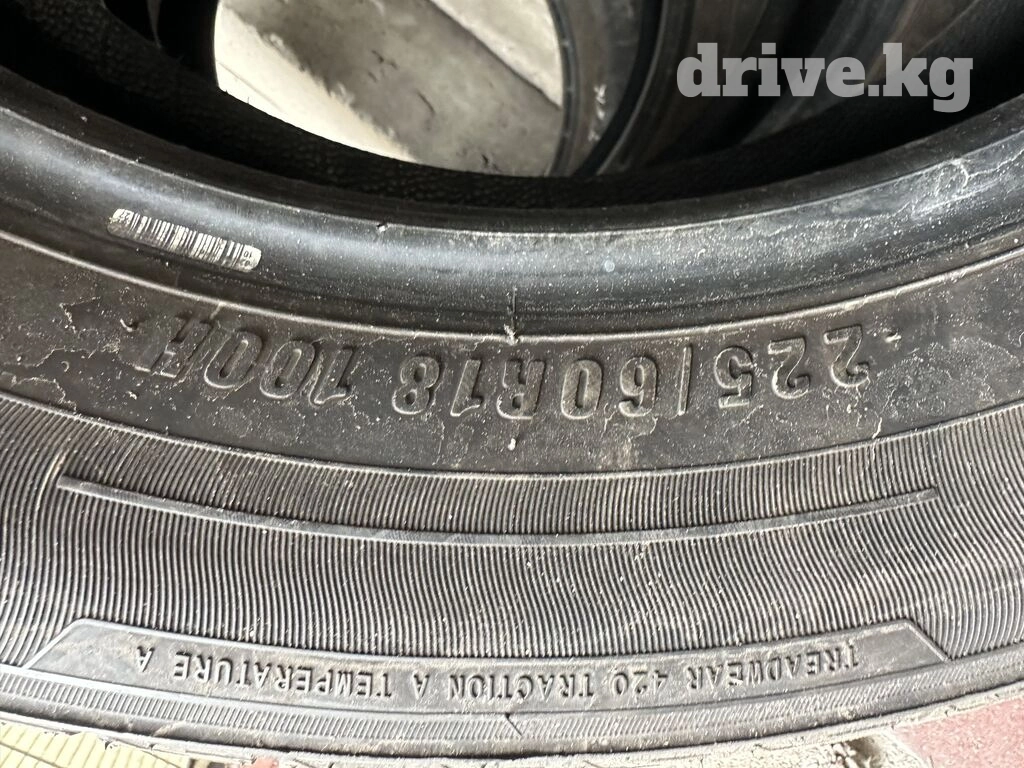 drive.kg
225/60R18 100H
TREADWEAR 420 TRACTION A TEMPERATURE A